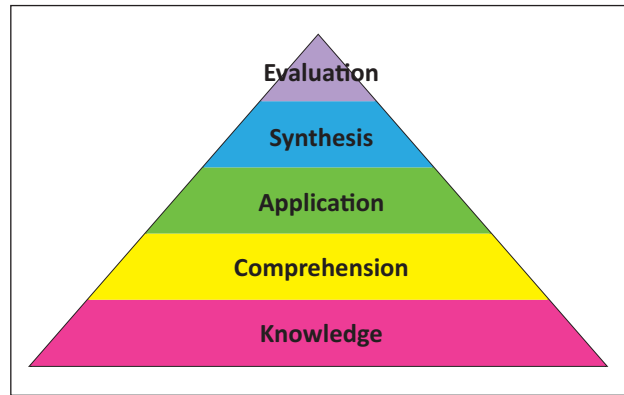 Evaluation
Synthesis
Application
Comprehension
Knowledge